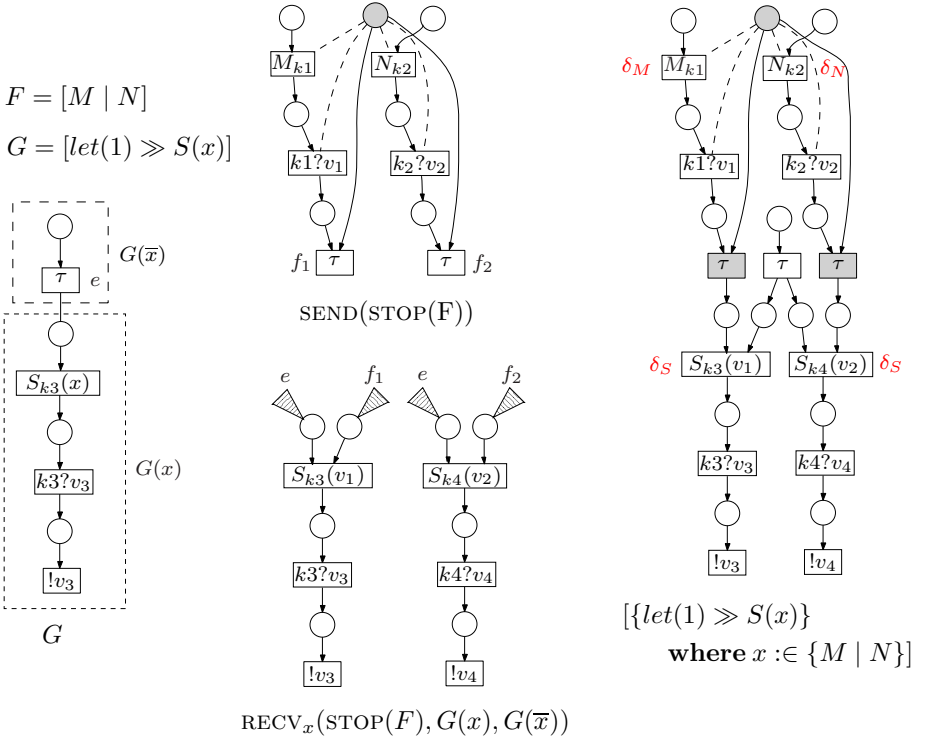 F = [M | N]
G = [let(1) ≫ S(x)]
τ
e
G(x̅)
S_{k3}(x)
k3?v_3
!v_3
G(x)
G
M_{k1}
N_{k2}
k1?v_1
k_2?v_2
f_1
τ
τ
f_2
SEND(STOP(F))
e
f_1
e
f_2
S_{k3}(v_1)
S_{k4}(v_2)
k3?v_3
k4?v_4
!v_3
!v_4
RECV_x(STOP(F), G(x), G(x̅))
δ_M
M_{k1}
N_{k2}
δ_N
k1?v_1
k_2?v_2
τ
τ
τ
δ_S
S_{k3}(v_1)
S_{k4}(v_2)
δ_S
k3?v_3
k4?v_4
!v_3
!v_4
[{let(1) ≫ S(x)}
where x :∈ {M | N}]